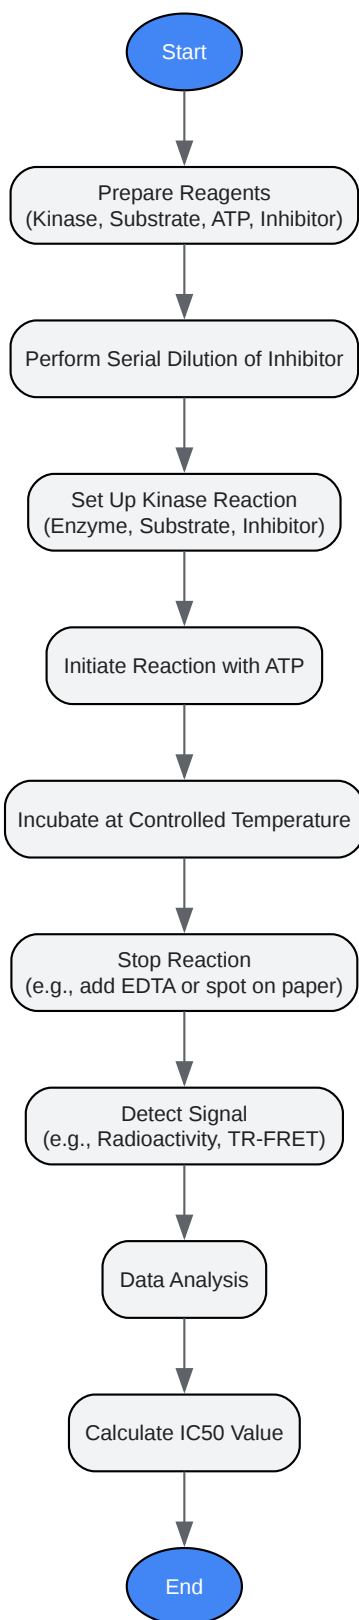 Start
Prepare Reagents
(Kinase, Substrate, ATP, Inhibitor)
Perform Serial Dilution of Inhibitor
Set Up Kinase Reaction
(Enzyme, Substrate, Inhibitor)
Initiate Reaction with ATP
Incubate at Controlled Temperature
Stop Reaction
(e.g., add EDTA or spot on paper)
Detect Signal
(e.g., Radioactivity, TR-FRET)
Data Analysis
Calculate IC50 Value
End